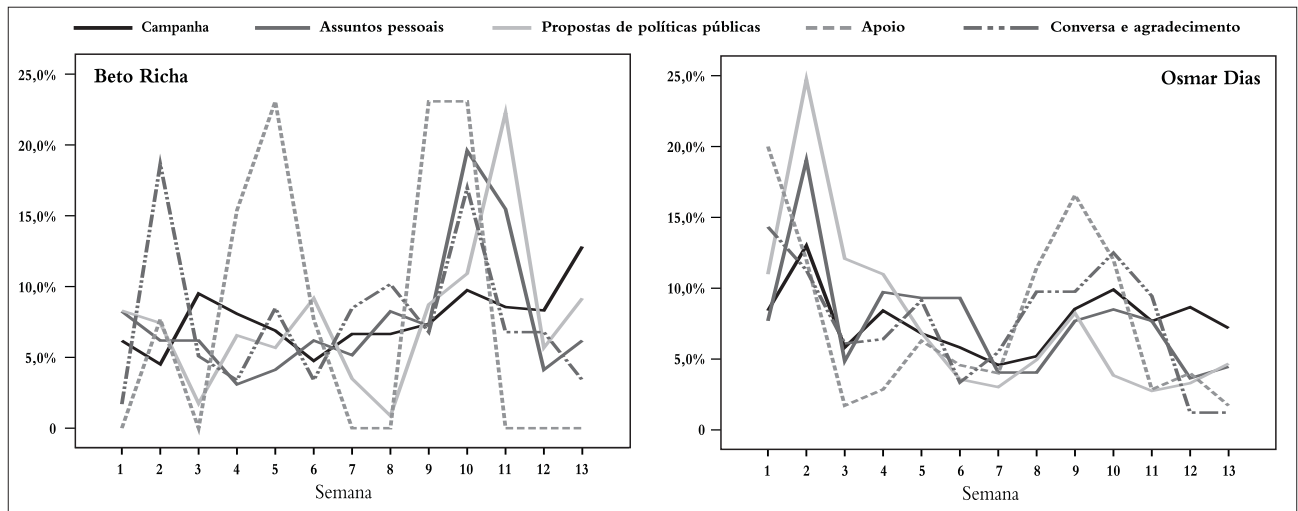 Campanha Assuntos pessoais Propostas de políticas públicas Apoio Conversa e agradecimento
Beto Richa
25,0%
20,0%
15,0%
10,0%
5,0%
0
1 2 3 4 5 6 7 8 9 10 11 12 13
Semana
Osmar Dias
25,0%
20,0%
15,0%
10,0%
5,0%
0
1 2 3 4 5 6 7 8 9 10 11 12 13
Semana